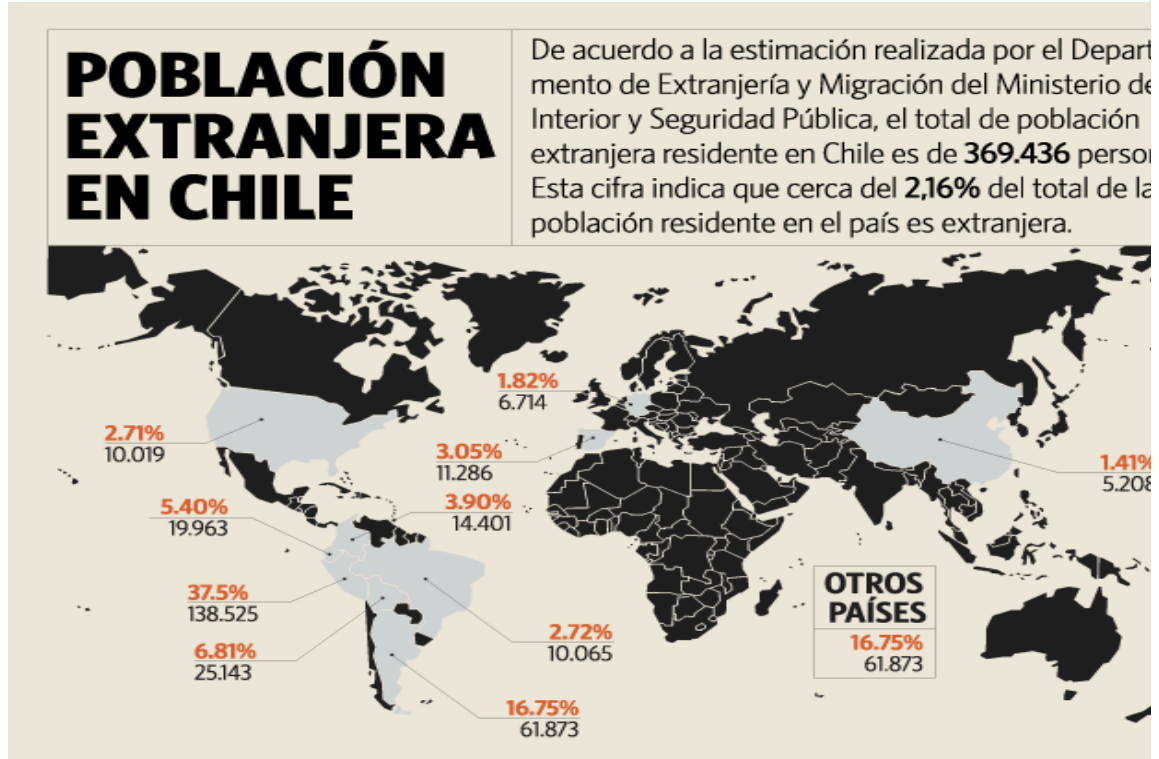 POBLACIÓN
EXTRANJERA
EN CHILE
De acuerdo a la estimación realizada por el Depart
mento de Extranjería y Migración del Ministerio de
Interior y Seguridad Pública, el total de población
extranjera residente en Chile es de 369.436 person
Esta cifra indica que cerca del 2,16% del total de la
población residente en el país es extranjera.
1.82%
6.714
2.71%
10.019
3.05%
11.286
1.41%
5.208
5.40%
19.963
3.90%
14.401
37.5%
138.525
6.81%
25.143
2.72%
10.065
16.75%
61.873
OTROS
PAÍSES
16.75%
61.873